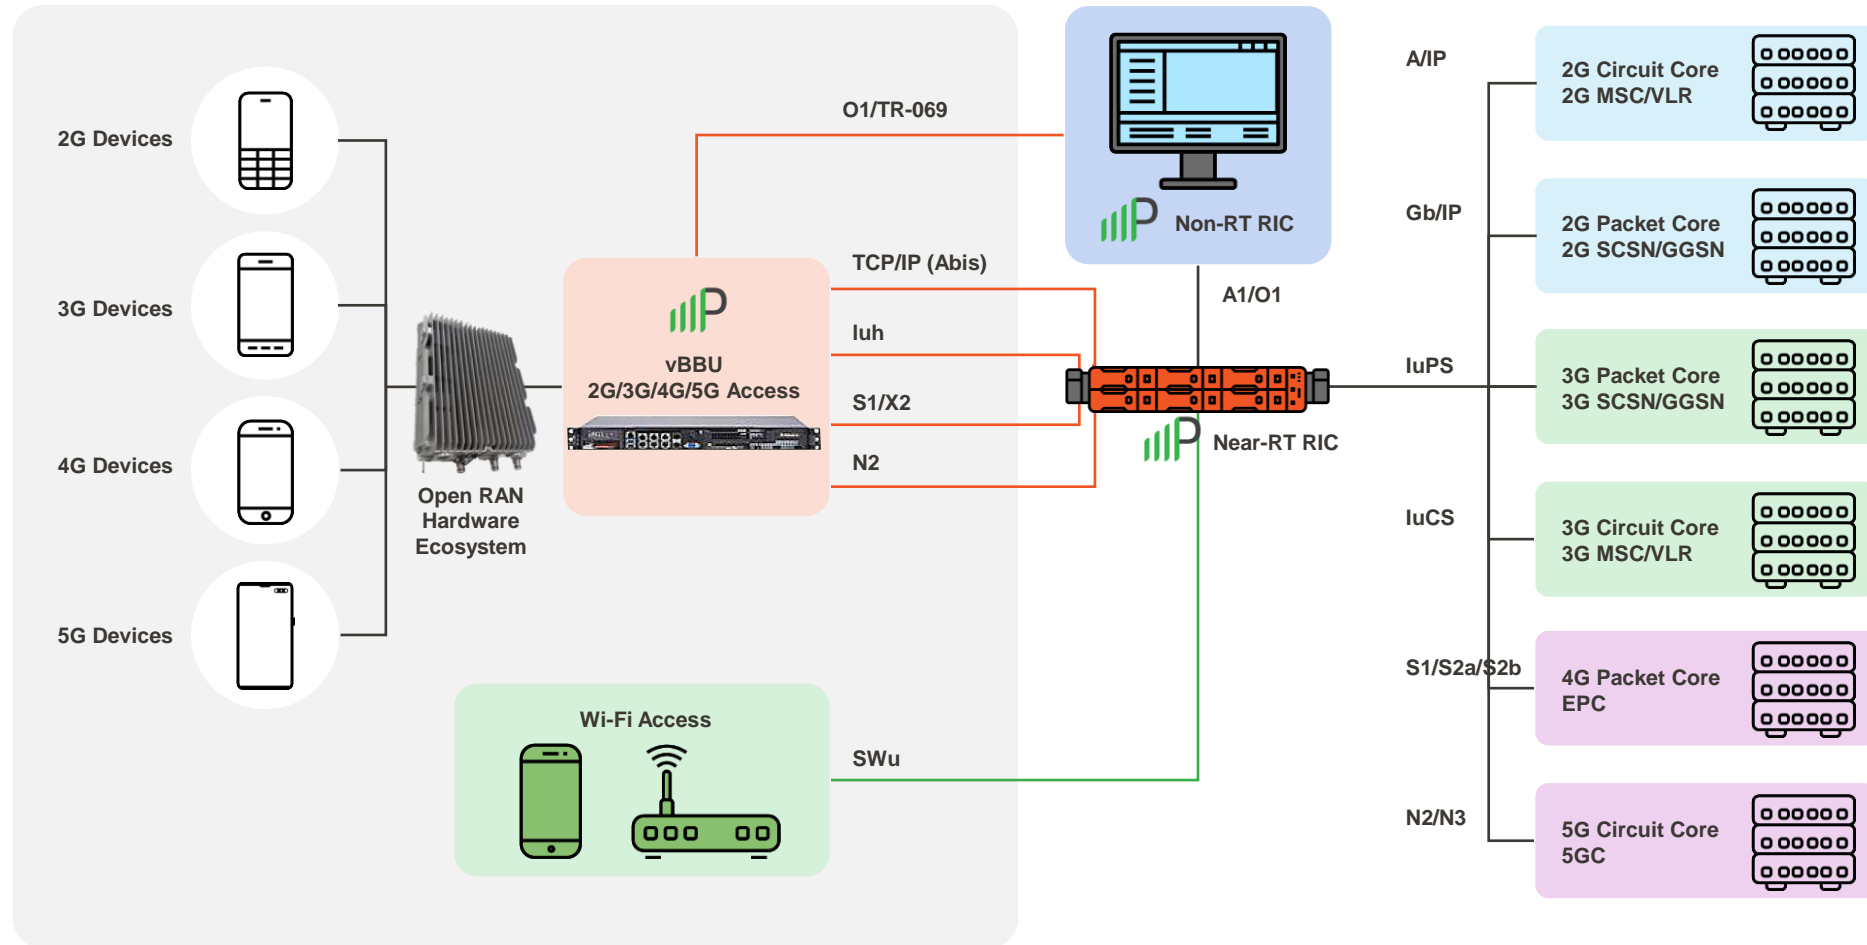 2G Devices
3G Devices
4G Devices
5G Devices
Open RAN
Hardware
Ecosystem
O1/TR-069
vBBU
2G/3G/4G/5G Access
TCP/IP (Abis)
Iuh
S1/X2
N2
Wi-Fi Access
SWu
Non-RT RIC
A1/O1
Near-RT RIC
A/IP
Gb/IP
IuPS
IuCS
S1/S2a/S2b
N2/N3
2G Circuit Core
2G MSC/VLR
2G Packet Core
2G SCSN/GGSN
3G Packet Core
3G SCSN/GGSN
3G Circuit Core
3G MSC/VLR
4G Packet Core
EPC
5G Circuit Core
5GC